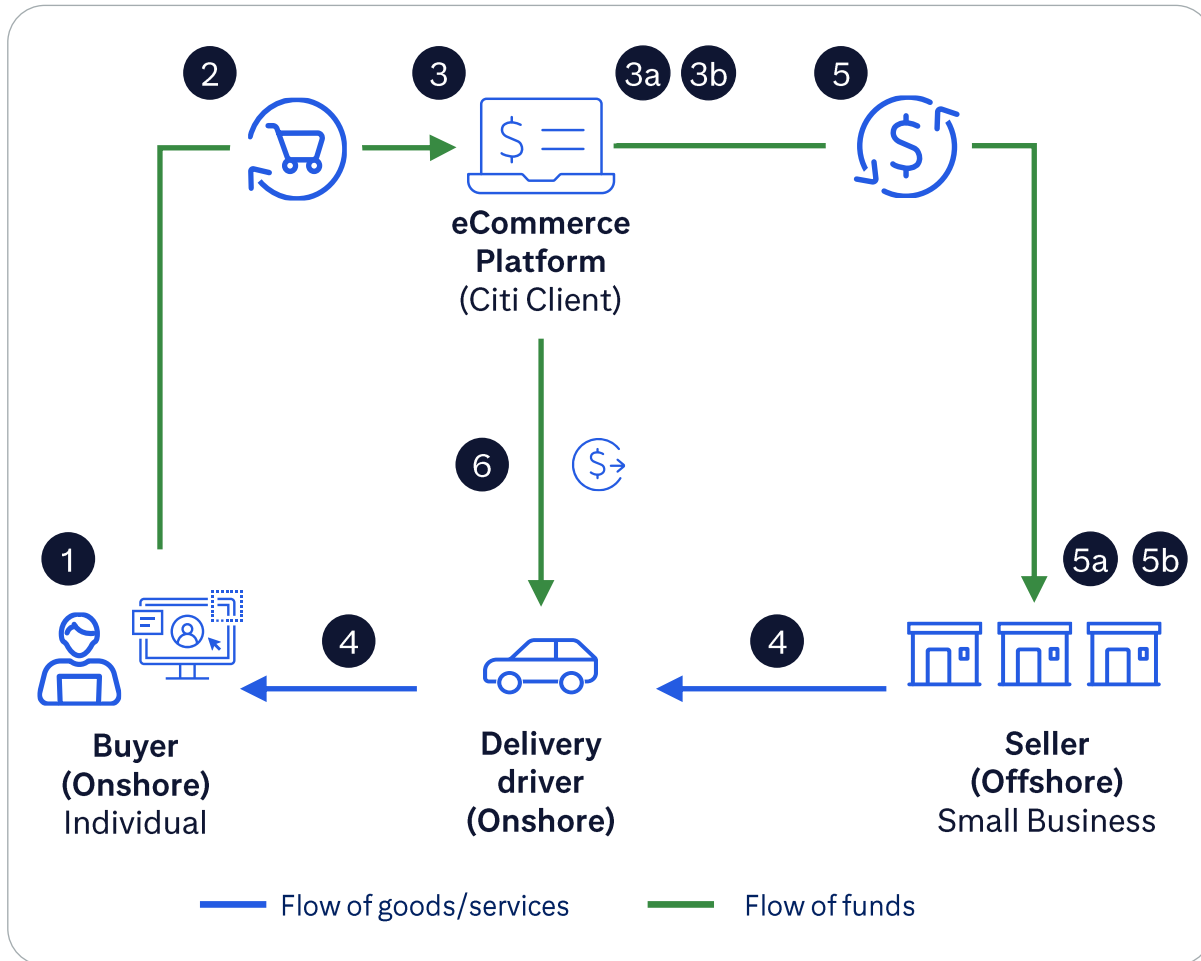 2
3
3a
3b
5
$
$
eCommerce
Platform
(Citi Client)
6
$
1
5a
5b
4
4
Buyer
(Onshore)
Individual
Delivery
driver
(Onshore)
Seller
(Offshore)
Small Business
Flow of goods/services
Flow of funds